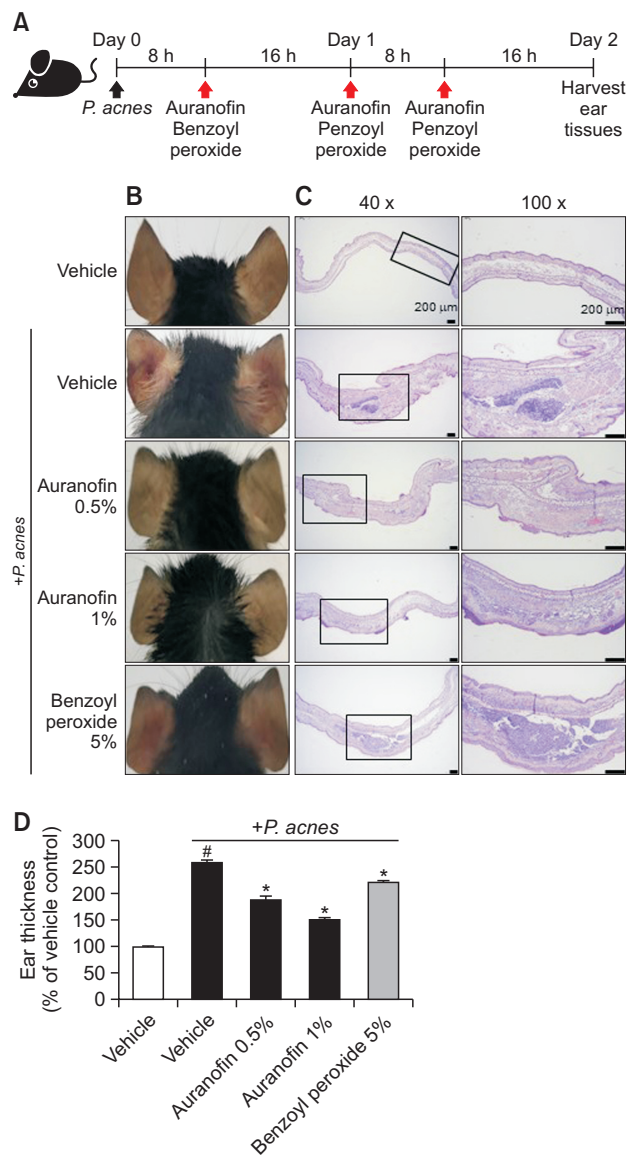 A
Day 0 Day 1 Day 2
8 h 16 h 8 h 16 h
P. acnes
Auranofin
Benzoyl
peroxide
Auranofin
Penzoyl
peroxide
Auranofin
Penzoyl
peroxide
Harvest
ear
tissues
B
C
40 x 100 x
Vehicle
200 μm 200 μm
+P. acnes
Vehicle
Auranofin
0.5%
Auranofin
1%
Benzoyl
peroxide
5%
D
+P. acnes
Ear thickness
(% of vehicle control)
300
250
200
150
100
50
0
#
*
*
*
Vehicle
Vehicle
Auranofin 0.5%
Auranofin 1%
Benzoyl peroxide 5%